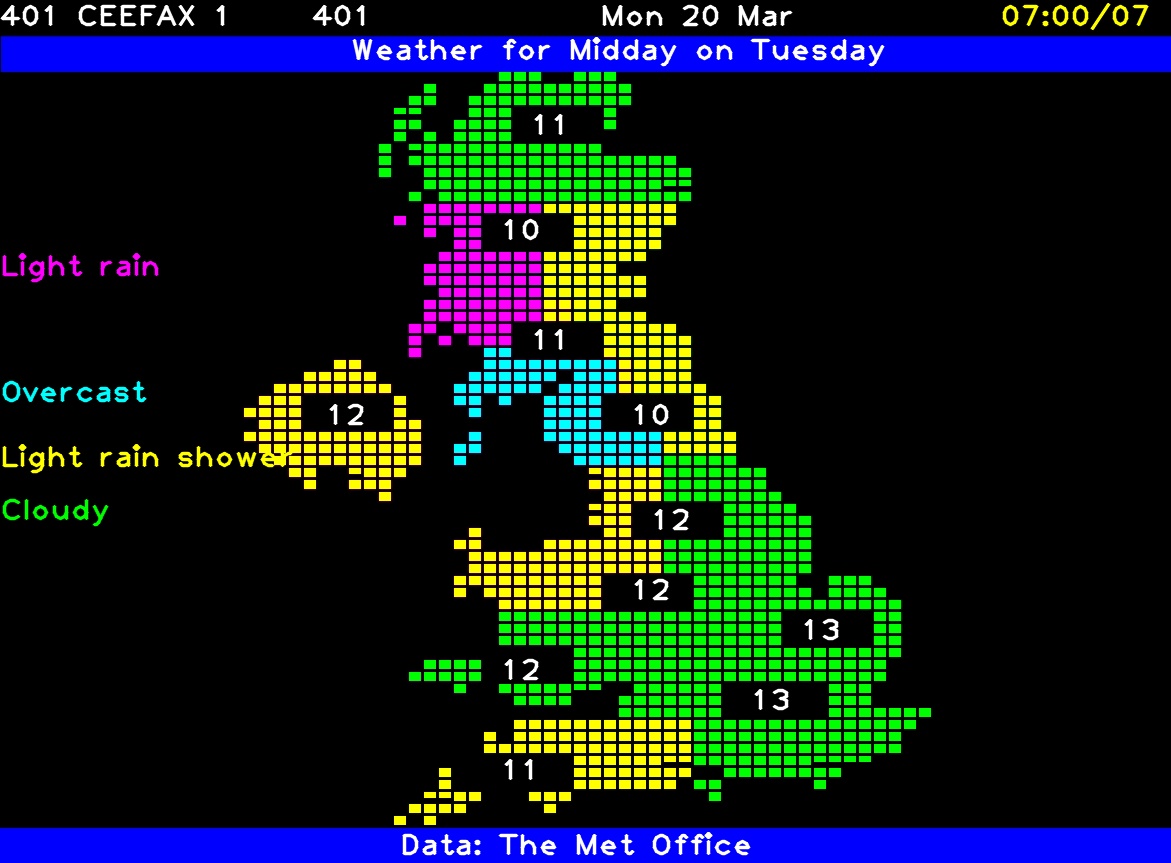 401 CEEFAX 1 401 Mon 20 Mar 07:00/07
Weather for Midday on Tuesday
11
10
Light rain
11
Overcast
12 10
Light rain shower
Cloudy
12
12
13
12
13
11
Data: The Met Office